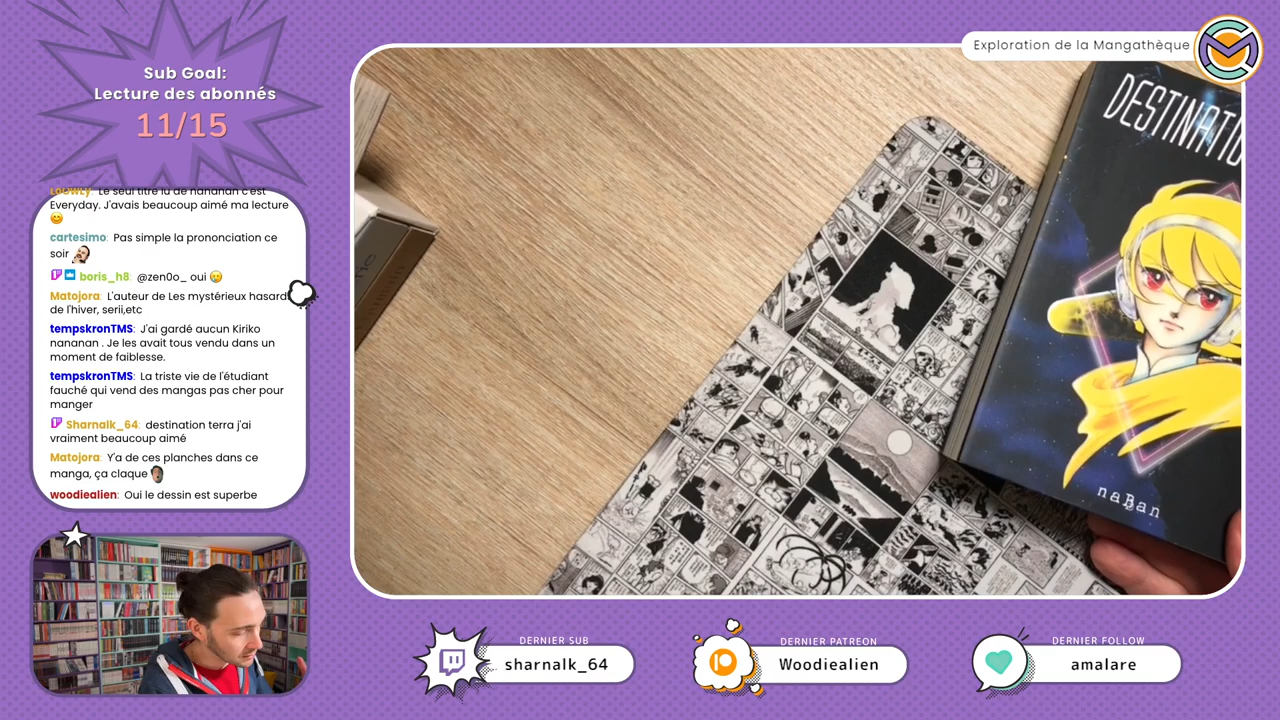 Sub Goal:
Lecture des abonnés
11/15
Exploration de la Mangathèque
Le seul titre lu de nananan c'est
Everyday. J'avais beaucoup aimé ma lecture
cartesimo: Pas simple la prononciation ce
soir
boris_h8: @zen0o_ oui
Matojora: L'auteur de Les mystérieux hasard
de l'hiver, serii,etc
tempskronTMS: J'ai gardé aucun Kiriko
nananan . Je les avait tous vendu dans un
moment de faiblesse.
tempskronTMS: La triste vie de l'étudiant
fauché qui vend des mangas pas cher pour
manger
Sharnalk_64: destination terra j'ai
vraiment beaucoup aimé
Matojora: Y'a de ces planches dans ce
manga, ça claque
woodiealien: Oui le dessin est superbe
DESTINATIO
naBan
DERNIER SUB
sharnalk_64
DERNIER PATREON
Woodiealien
DERNIER FOLLOW
amalare